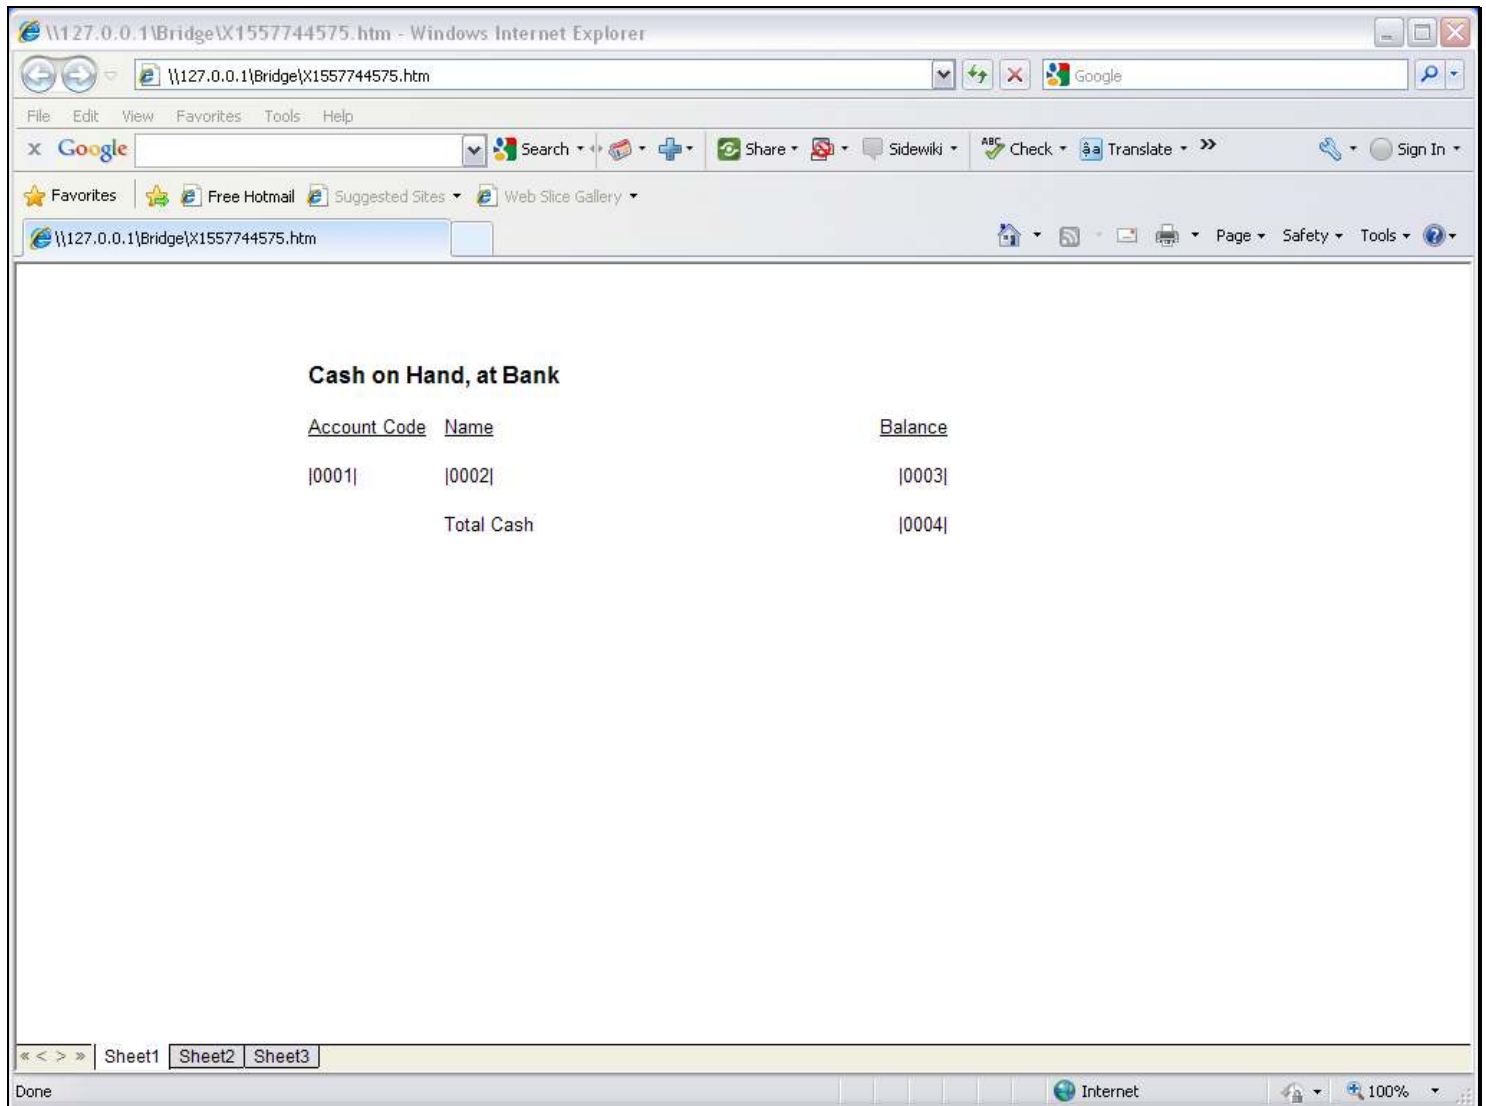 \\127.0.0.1\Bridge\X1557744575.htm - Windows Internet Explorer
\\127.0.0.1\Bridge\X1557744575.htm Google
File Edit View Favorites Tools Help
x Google Search Share Sidewiki ABC Check āa Translate » Sign In
Favorites Free Hotmail Suggested Sites Web Slice Gallery
\\127.0.0.1\Bridge\X1557744575.htm Page Safety Tools
Cash on Hand, at Bank
Account Code Name Balance
|0001| |0002| |0003|
Total Cash |0004|
« < > » Sheet1 Sheet2 Sheet3
Done Internet 100%